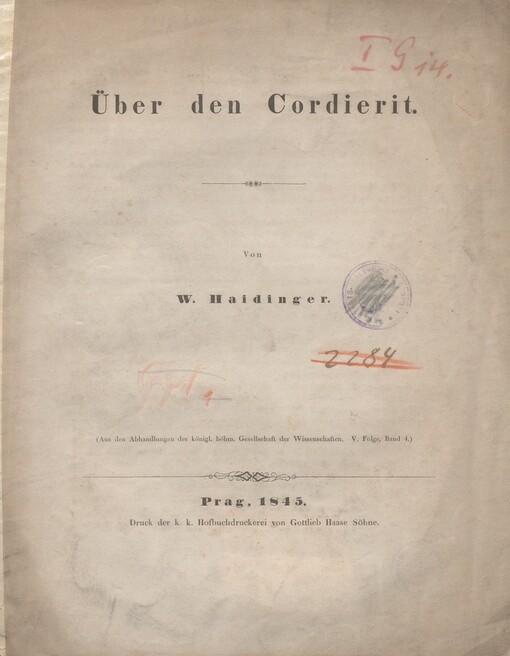 I G 14.
Über den Cordierit.
Von
W. Haidinger.
2284
(Aus den Abhandlungen der königl. böhm. Gesellschaft der Wissenschaften. V. Folge, Band 4.)
Prag, 1845.
Druck der k. k. Hofbuchdruckerei von Gottlieb Haase Söhne.